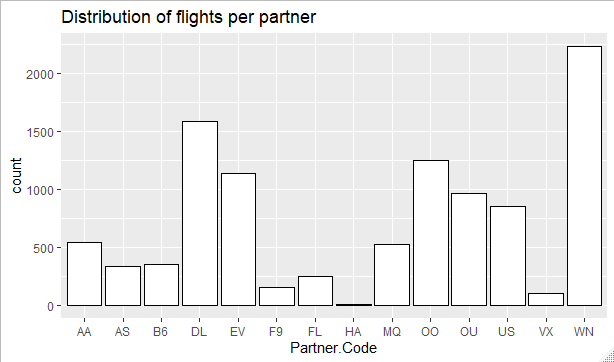 Distribution of flights per partner
count
2000
1500
1000
500
0
AA AS B6 DL EV F9 FL HA MQ OO OU US VX WN
Partner.Code